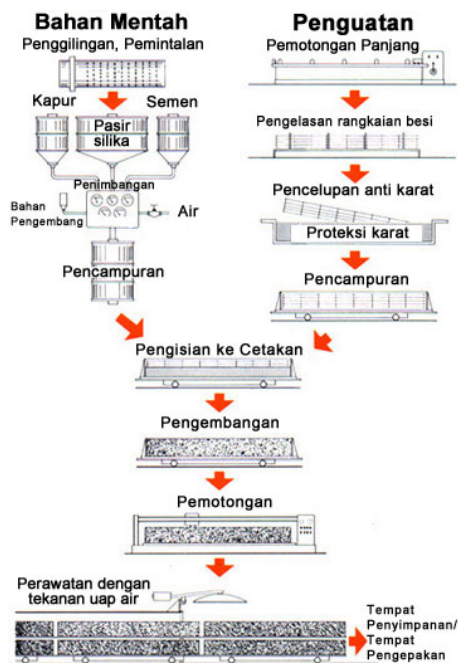 Bahan Mentah
Penggilingan, Pemintalan
Kapur
Semen
Pasir
silika
Penimbangan
Bahan
Pengembang
Air
Pencampuran
Penguatan
Pemotongan Panjang
Pengelasan rangkaian besi
Pencelupan anti karat
Proteksi karat
Pencampuran
Pengisian ke Cetakan
Pengembangan
Pemotongan
Perawatan dengan
tekanan uap air
Tempat
Penyimpanan/
Tempat
Pengepakan